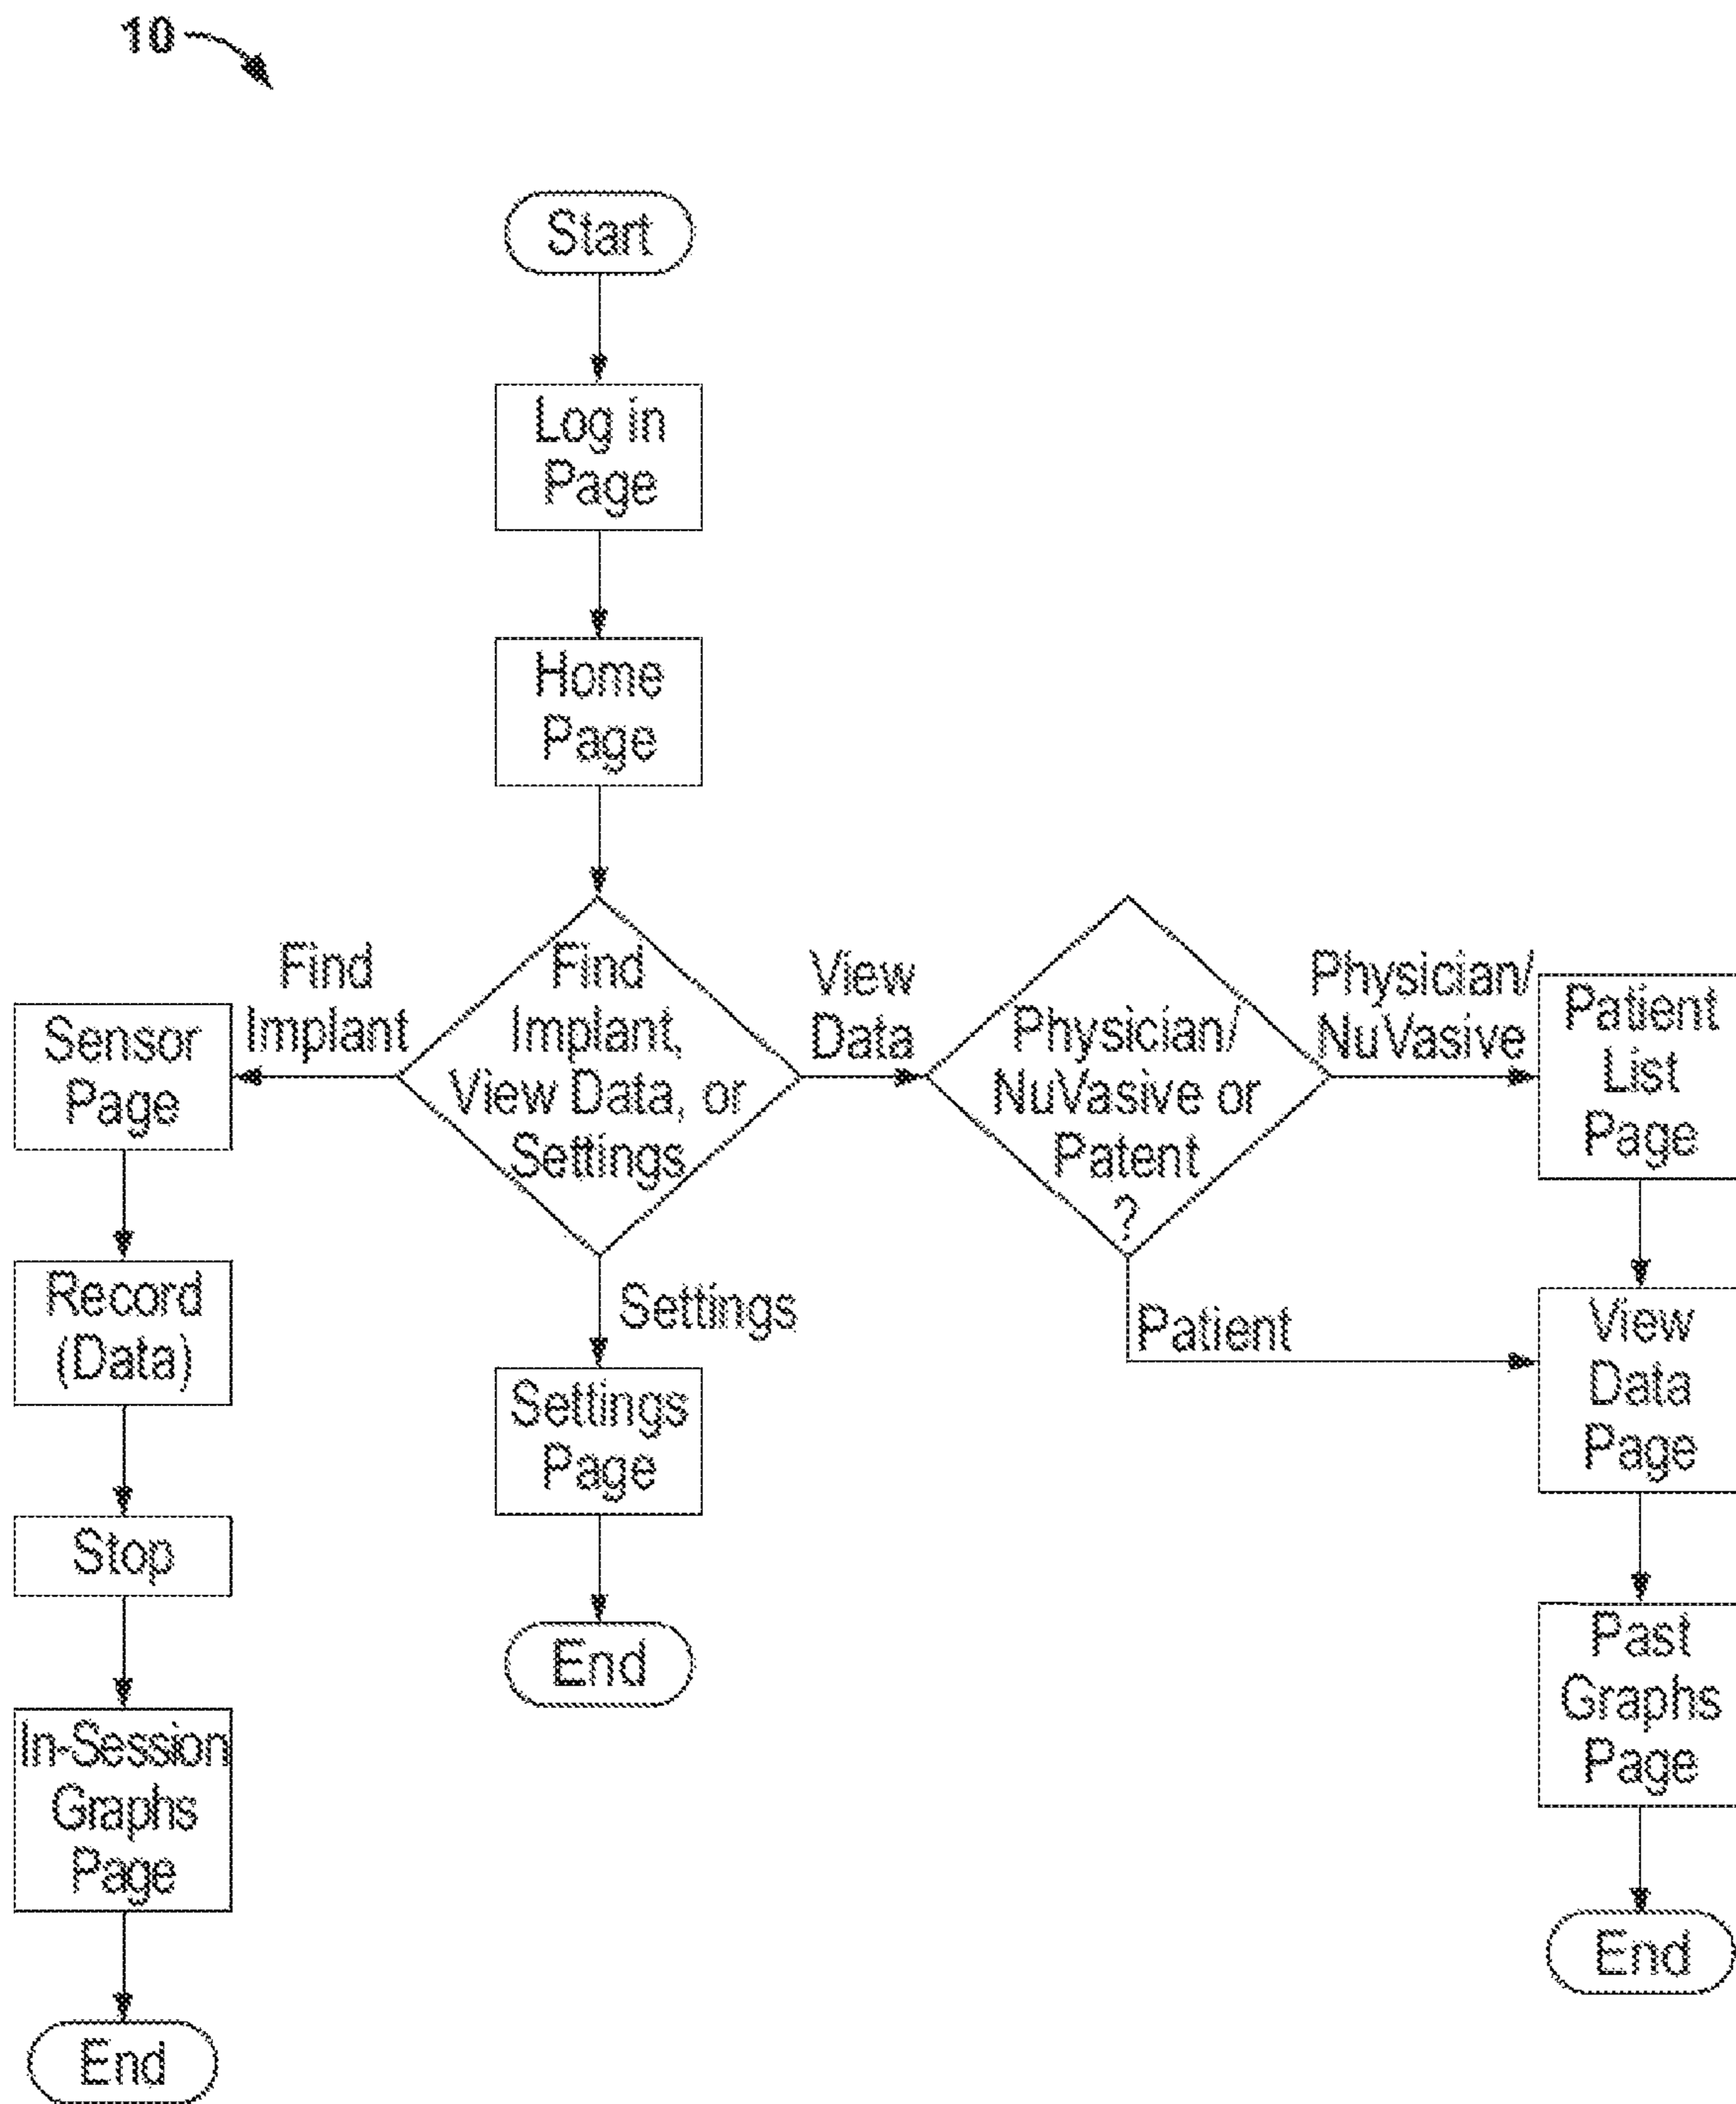 10
Start
Log in
Page
Home
Page
Find
Implant
Find
Implant,
View Data, or
Settings
View
Data
Physician/
NuVasive or
Patent
?
Physician/
NuVasive
Patient
List
Page
Sensor
Page
Record
(Data)
Stop
In-Session
Graphs
Page
End
Settings
Settings
Page
End
Patient
View
Data
Page
Past
Graphs
Page
End